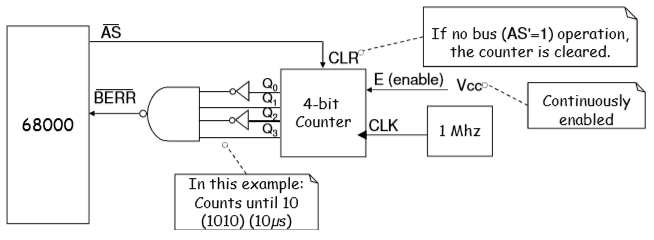 AS
If no bus (AS'=1) operation,
the counter is cleared.
CLR
E (enable)
Vcc
Continuously
enabled
BERR
Q0
Q1
Q2
Q3
4-bit
Counter
68000
CLK
1 Mhz
In this example:
Counts until 10
(1010) (10μs)